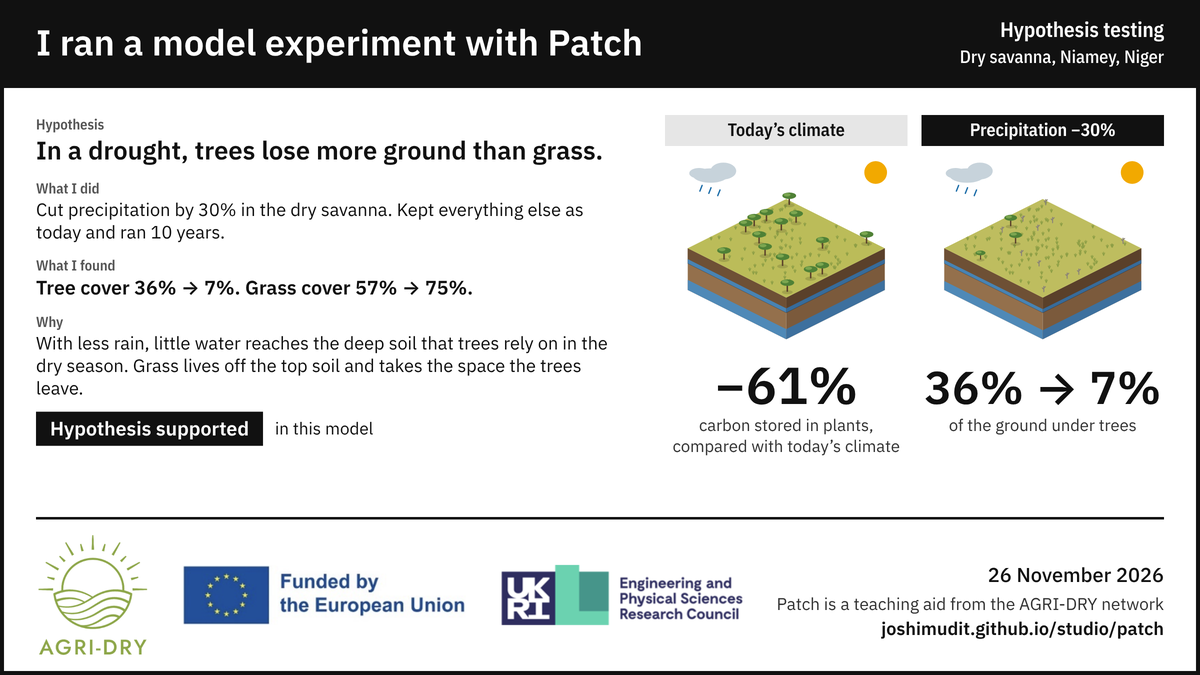 I ran a model experiment with Patch
Hypothesis testing
Dry savanna, Niamey, Niger
Hypothesis
In a drought, trees lose more ground than grass.
What I did
Cut precipitation by 30% in the dry savanna. Kept everything else as
today and ran 10 years.
What I found
Tree cover 36% → 7%. Grass cover 57% → 75%.
Why
With less rain, little water reaches the deep soil that trees rely on in the
dry season. Grass lives off the top soil and takes the space the trees
leave.
Hypothesis supported in this model
Today’s climate
Precipitation −30%
−61%
carbon stored in plants,
compared with today’s climate
36% → 7%
of the ground under trees
AGRI-DRY
Funded by
the European Union
UK
RI
Engineering and
Physical Sciences
Research Council
26 November 2026
Patch is a teaching aid from the AGRI-DRY network
joshimudit.github.io/studio/patch